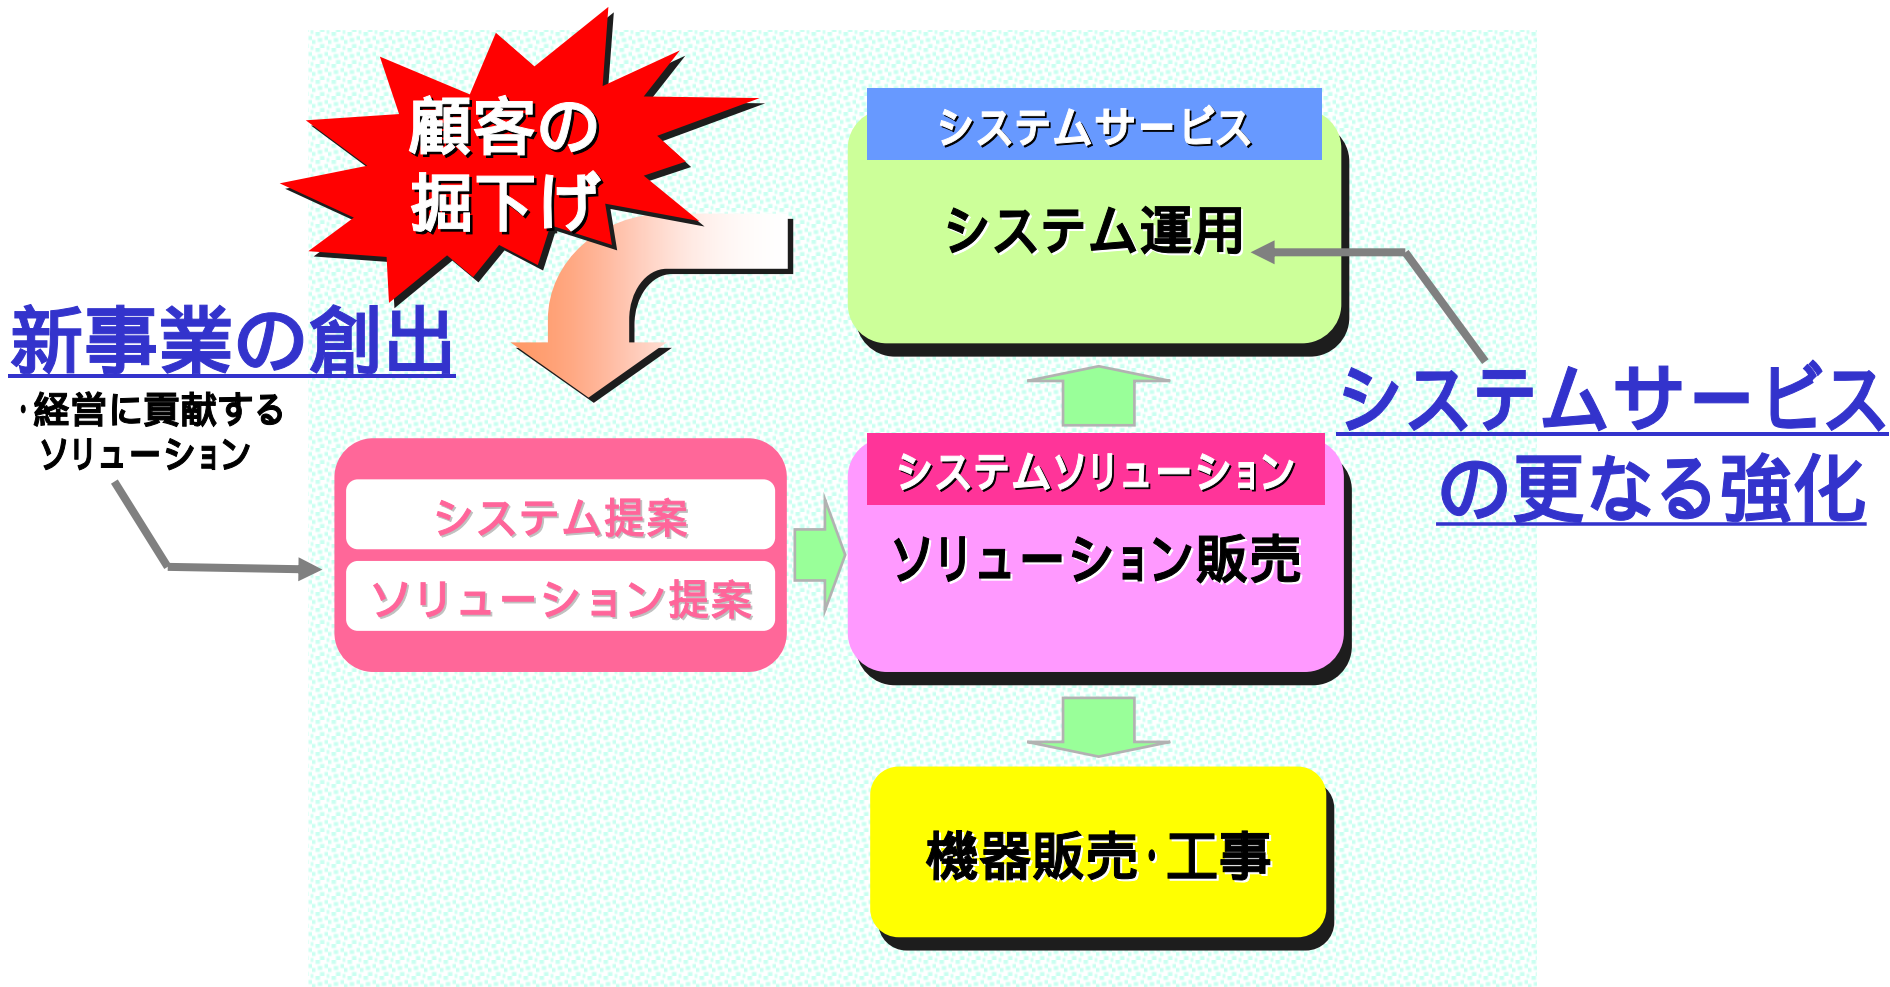 顧客の
掘下げ
システムサービス
システム運用
新事業の創出
・経営に貢献する
ソリューション
システムサービス
の更なる強化
システム提案
ソリューション提案
システムソリューション
ソリューション販売
機器販売・工事